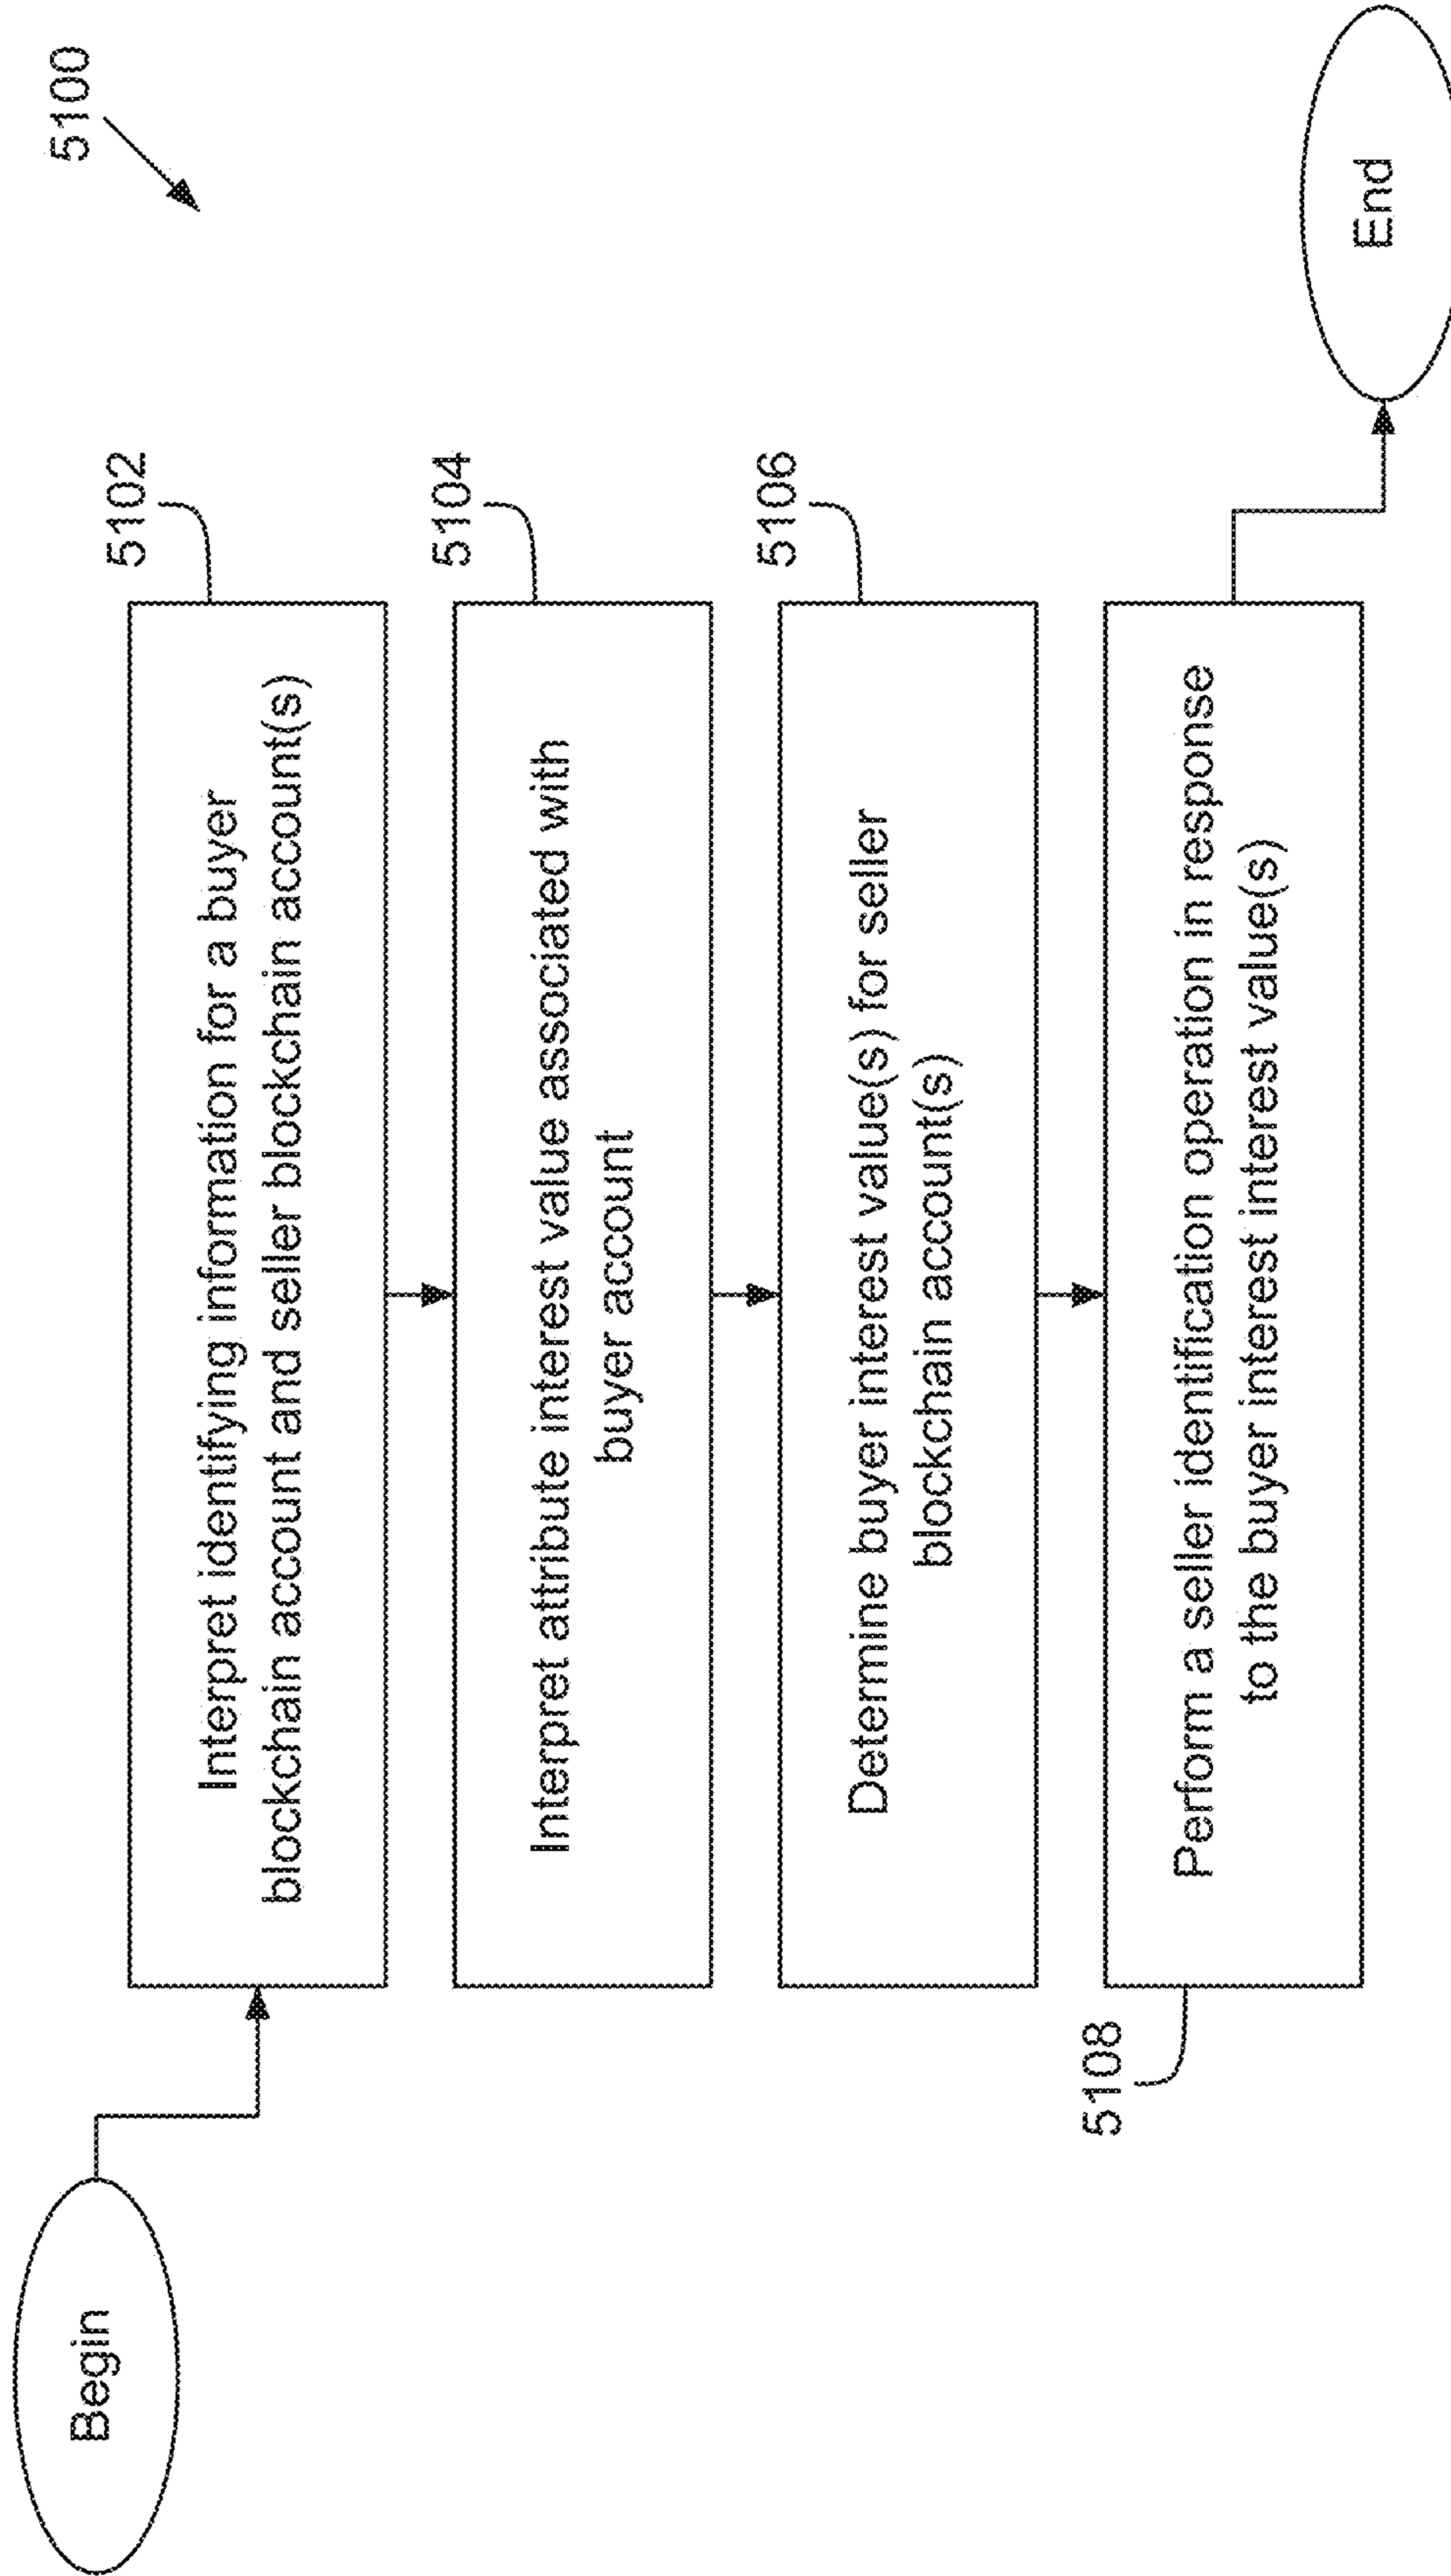 5100
Begin
5102
Interpret identifying information for a buyer
blockchain account and seller blockchain account(s)
5104
Interpret attribute interest value associated with
buyer account
5106
Determine buyer interest value(s) for seller
blockchain account(s)
5108
Perform a seller identification operation in response
to the buyer interest interest value(s)
End